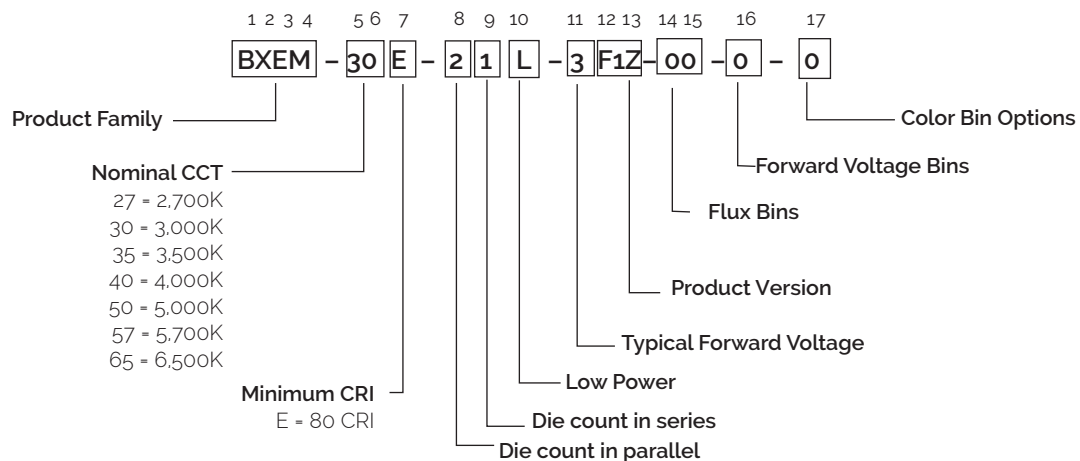 1 2 3 4 5 6 7 8 9 10 11 12 13 14 15 16 17
BXEM – 30 E – 2 1 L – 3 F1Z – 00 – 0 – 0
Product Family
Color Bin Options
Nominal CCT
Forward Voltage Bins
27 = 2,700K
30 = 3,000K
Flux Bins
35 = 3,500K
40 = 4,000K
50 = 5,000K
Product Version
57 = 5,700K
Typical Forward Voltage
65 = 6,500K
Low Power
Minimum CRI
E = 80 CRI
Die count in series
Die count in parallel